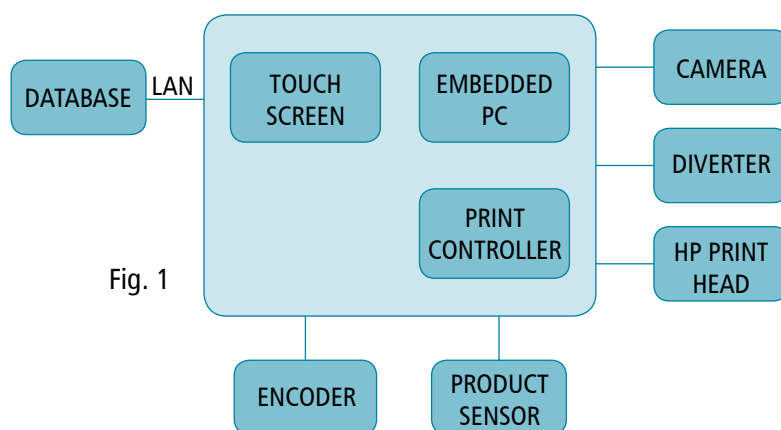 DATABASE
LAN
TOUCH
SCREEN
EMBEDDED
PC
PRINT
CONTROLLER
CAMERA
DIVERTER
HP PRINT
HEAD
Fig. 1
ENCODER
PRODUCT
SENSOR